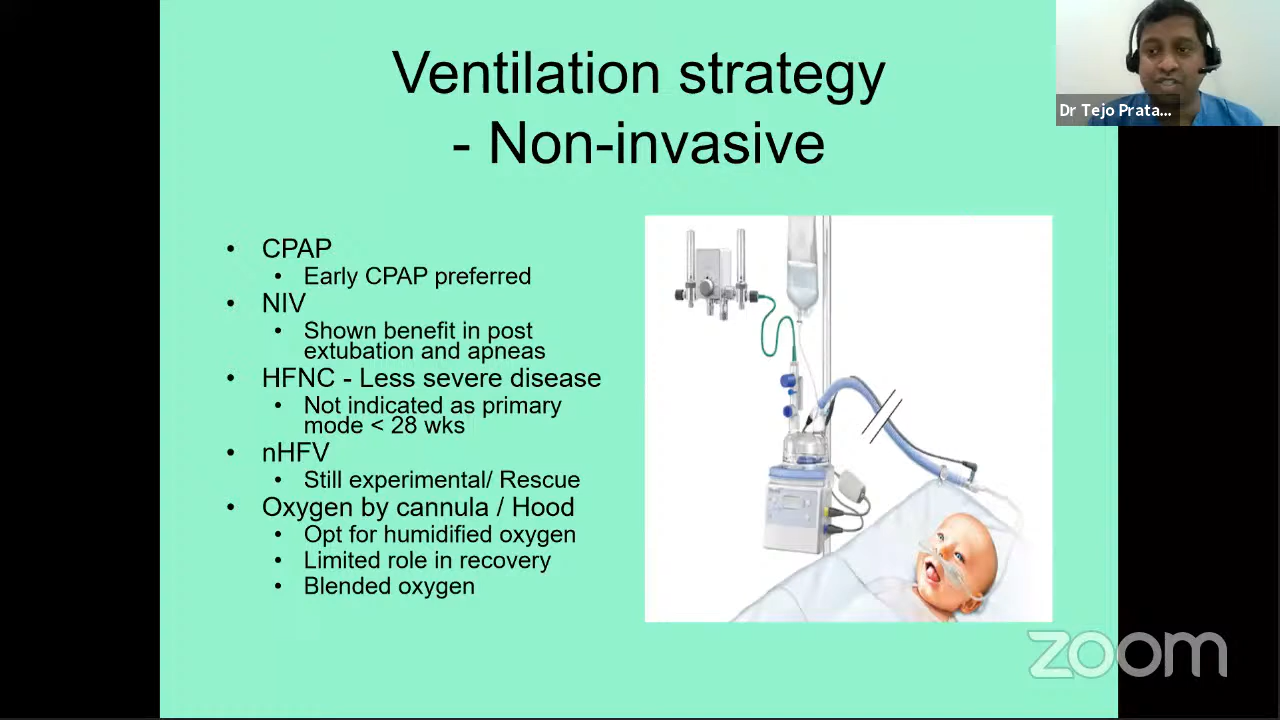 Ventilation strategy
- Non-invasive
Dr Tejo Prata...
• CPAP
• Early CPAP preferred
• NIV
• Shown benefit in post
extubation and apneas
• HFNC - Less severe disease
• Not indicated as primary
mode < 28 wks
• nHFV
• Still experimental/ Rescue
• Oxygen by cannula / Hood
• Opt for humidified oxygen
• Limited role in recovery
• Blended oxygen
zoom